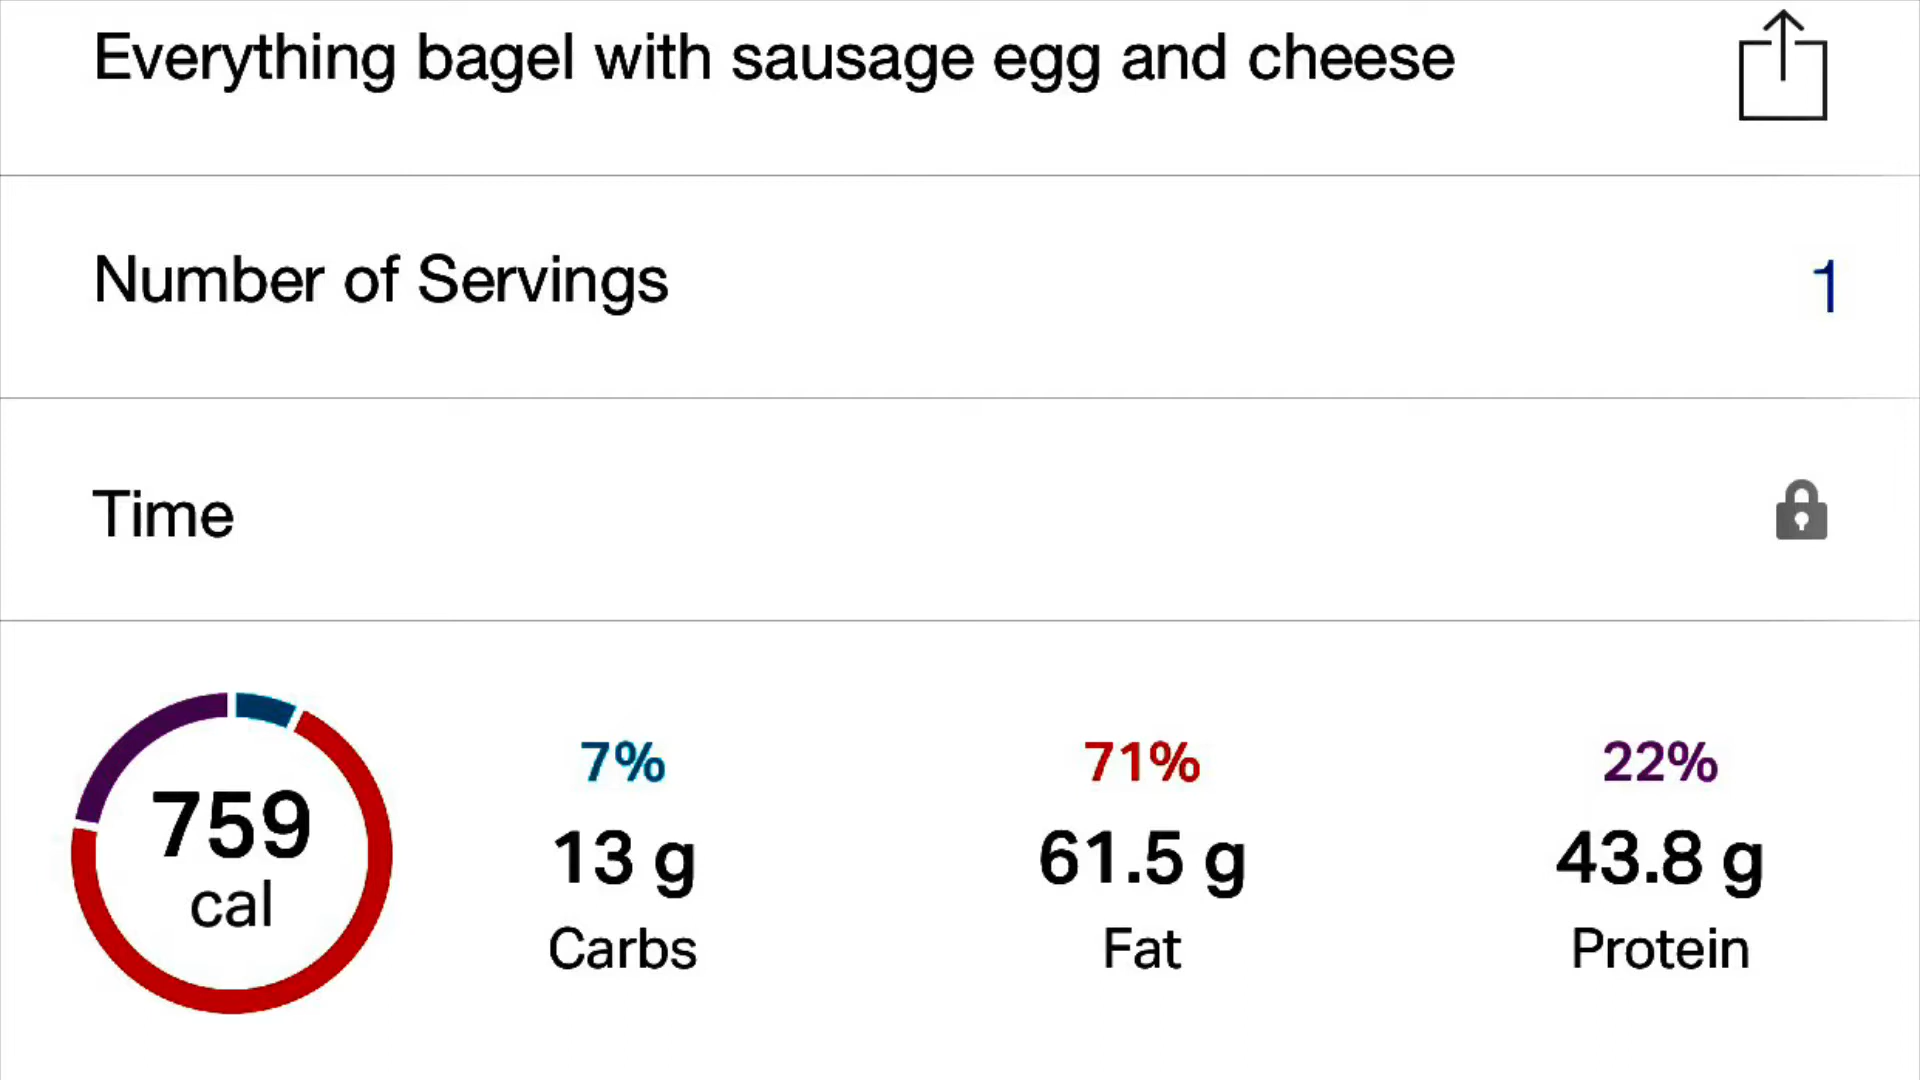 Everything bagel with sausage egg and cheese
Number of Servings 1
Time
759
cal
7% 71% 22%
13 g 61.5 g 43.8 g
Carbs Fat Protein